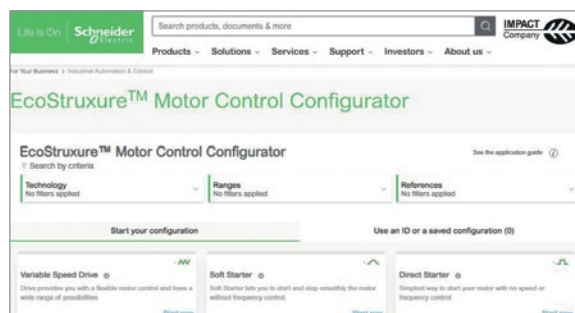 Life Is On | Schneider Electric
Search products, documents & more
IMPACT Company
Products Solutions Services Support Investors About us
For Your Business > Industrial Automation & Control
EcoStruxure™ Motor Control Configurator
EcoStruxure™ Motor Control Configurator
See the application guide
Search by criteria
Technology Ranges References
No filters applied No filters applied No filters applied
Start your configuration Use an ID or a saved configuration (0)
Variable Speed Drive Soft Starter Direct Starter
Drive provides you with a flexible motor control and have a wide range of possibilities
Soft Starter lets you to start and stop smoothly the motor without frequency control.
Simplest way to start your motor with no speed or frequency control